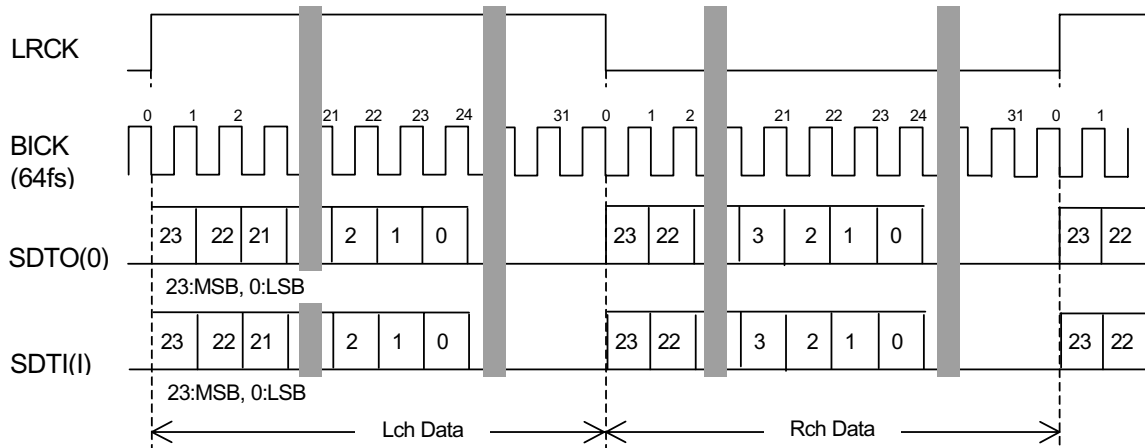 LRCK
0 1 2 21 22 23 24 31 0 1 2 21 22 23 24 31 0 1
BICK
(64fs)
23 22 21 2 1 0 23 22 3 2 1 0 23 22
SDTO(0)
23:MSB, 0:LSB
23 22 21 2 1 0 23 22 3 2 1 0 23 22
SDTI(I)
23:MSB, 0:LSB
Lch Data Rch Data